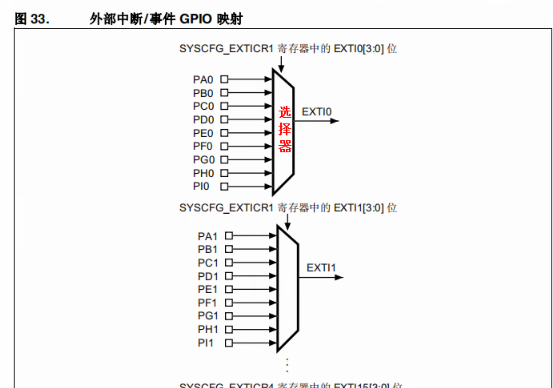 图 33. 外部中断/事件 GPIO 映射
SYSCFG_EXTICR1 寄存器中的 EXTI0[3:0] 位
PA0
PB0
PC0
PD0
PE0
PF0
PG0
PH0
PI0
选择器
EXTI0
SYSCFG_EXTICR1 寄存器中的 EXTI1[3:0] 位
PA1
PB1
PC1
PD1
PE1
PF1
PG1
PH1
PI1
EXTI1
SYSCFG_EXTICR4 寄存器中的 EXTI15[3:0] 位